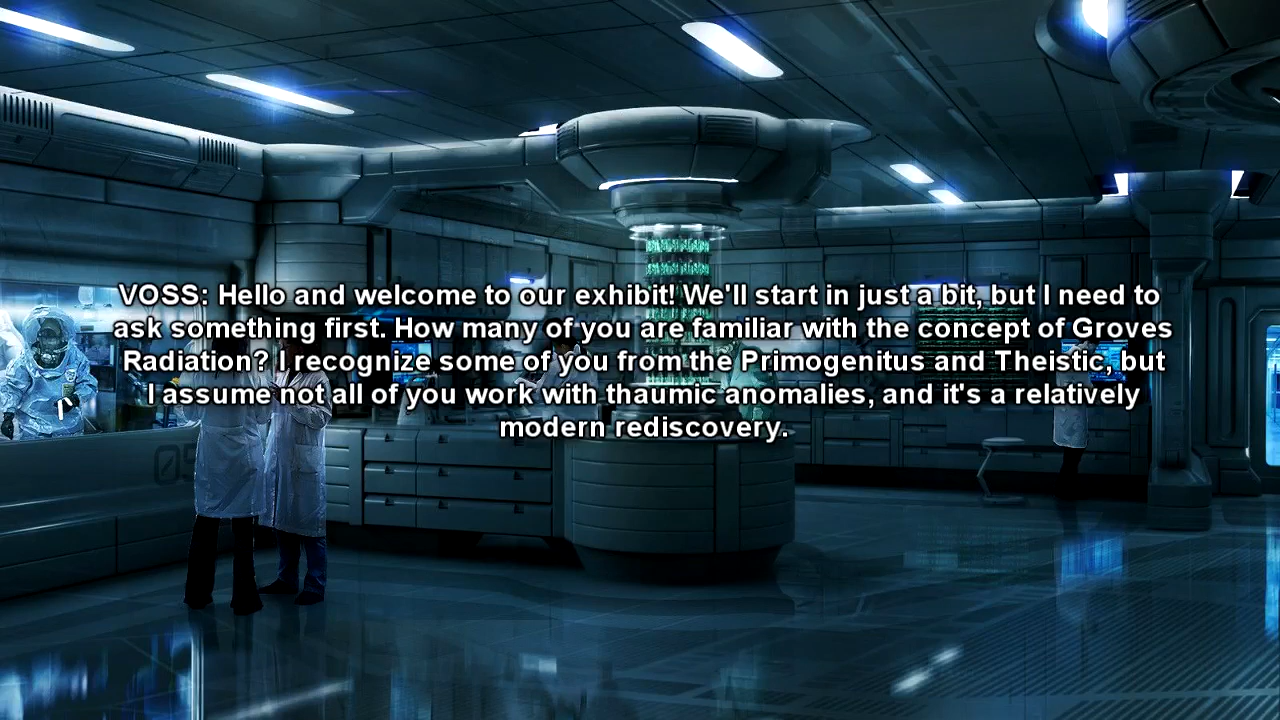 VOSS: Hello and welcome to our exhibit! We'll start in just a bit, but I need to
ask something first. How many of you are familiar with the concept of Groves
Radiation? I recognize some of you from the Primogenitus and Theistic, but
I assume not all of you work with thaumic anomalies, and it's a relatively
modern rediscovery.